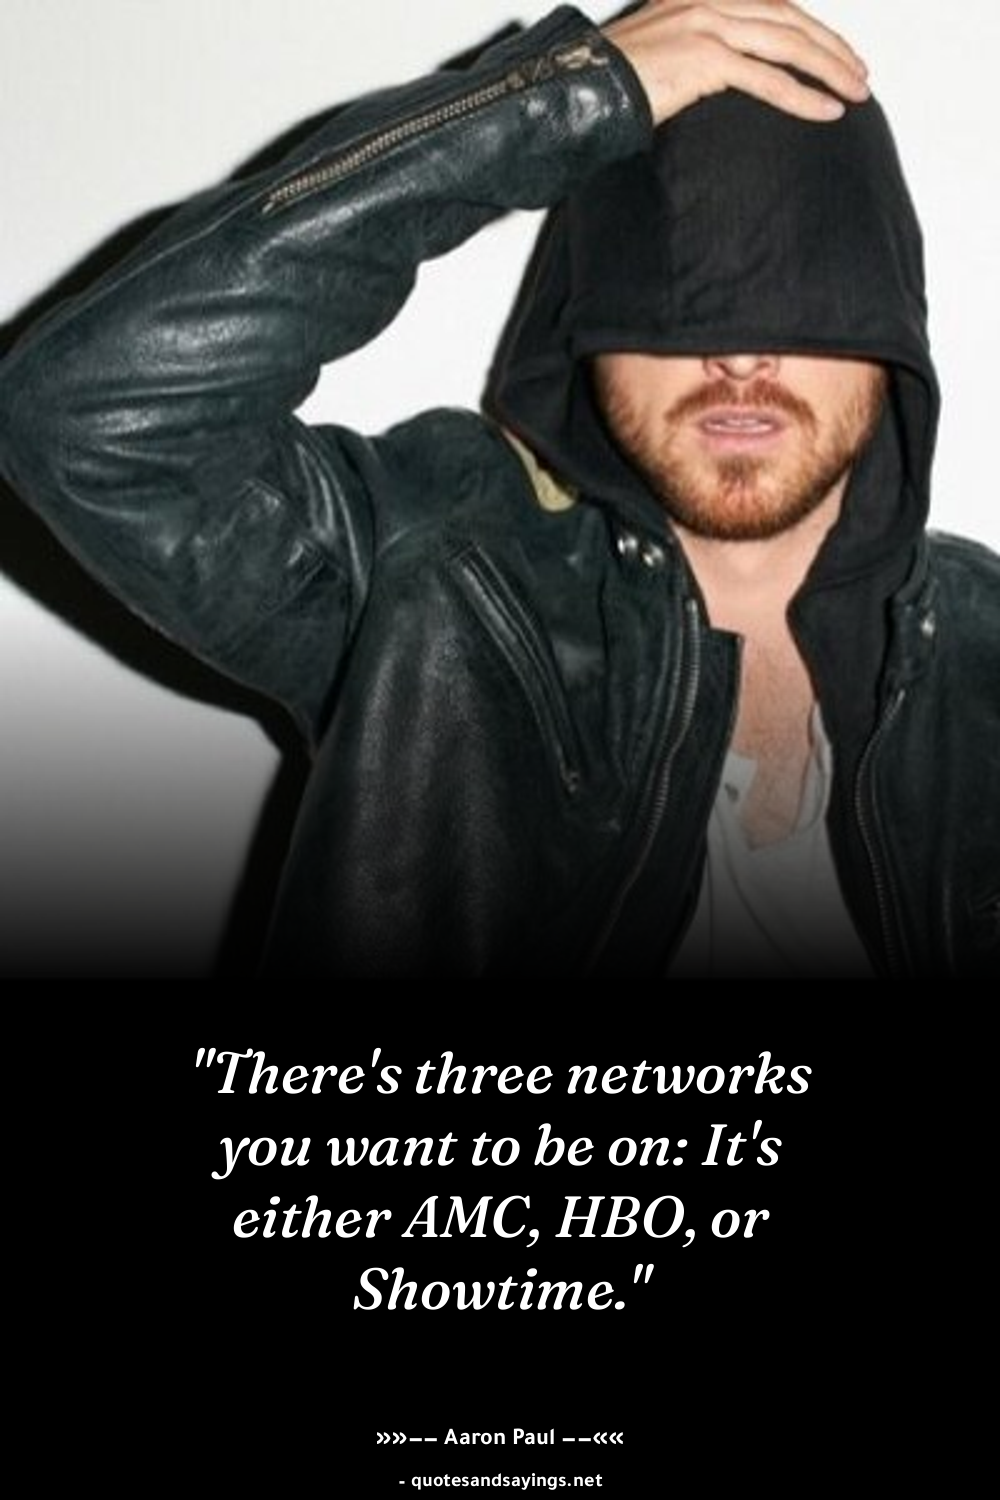 "There's three networks
you want to be on: It's
either AMC, HBO, or
Showtime."
»»–– Aaron Paul ––««
- quotesandsayings.net